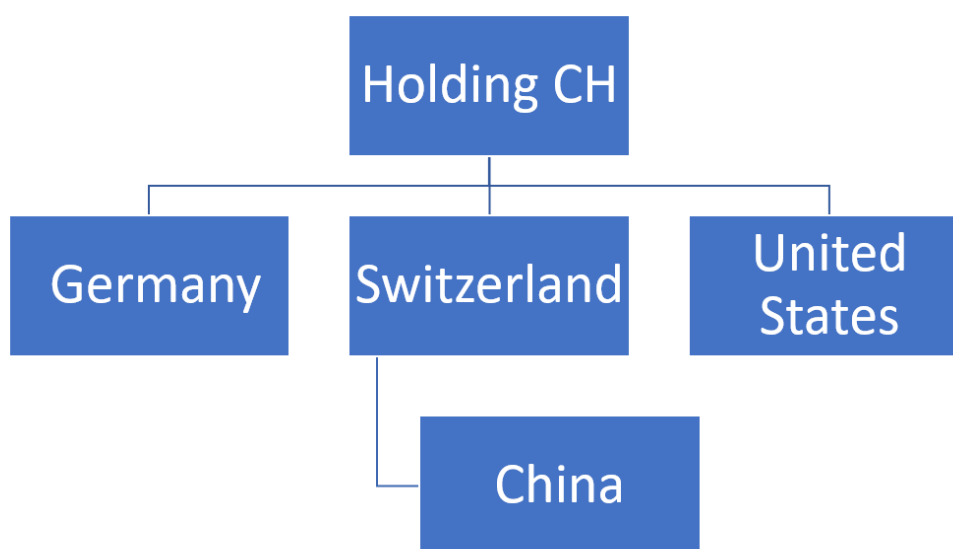 Holding CH
Germany
Switzerland
United
States
China